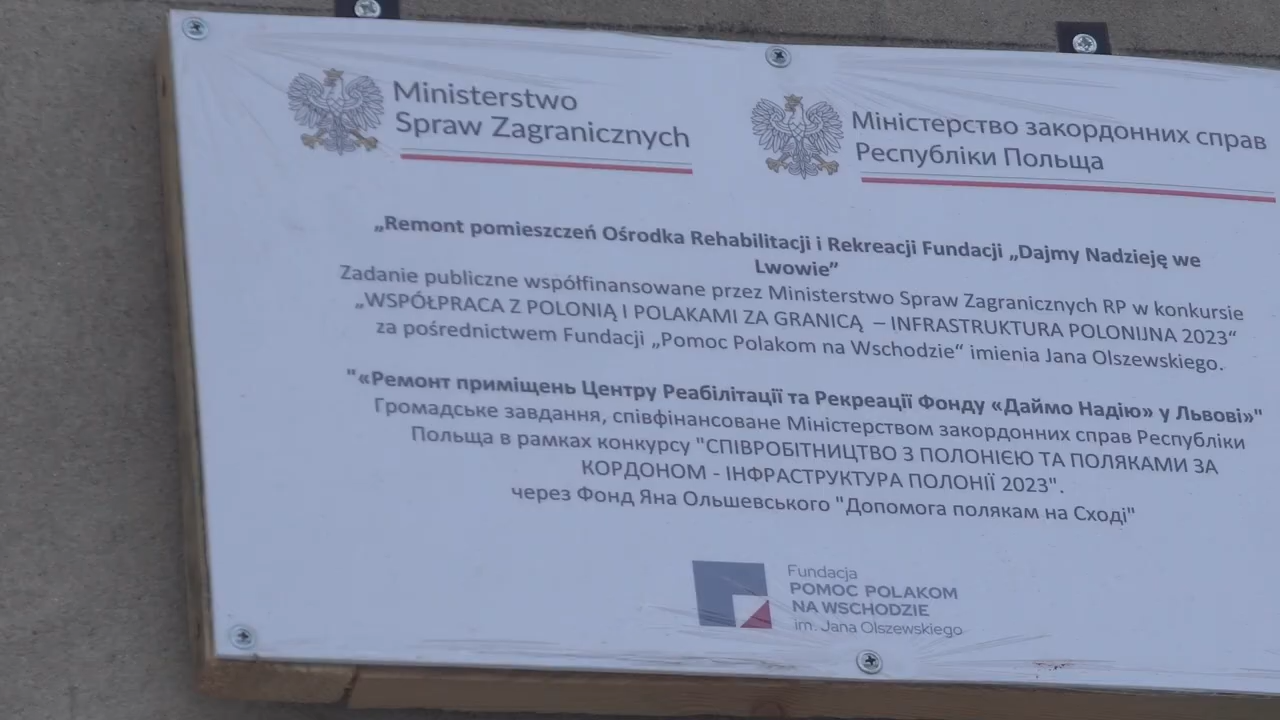 Ministerstwo
Spraw Zagranicznych
Міністерство закордонних справ
Республіки Польща
„Remont pomieszczeń Ośrodka Rehabilitacji i Rekreacji Fundacji „Dajmy Nadzieję we
Lwowie”
Zadanie publiczne współfinansowane przez Ministerstwo Spraw Zagranicznych RP w konkursie
„WSPÓŁPRACA Z POLONIĄ I POLAKAMI ZA GRANICĄ – INFRASTRUKTURA POLONIJNA 2023“
za pośrednictwem Fundacji „Pomoc Polakom na Wschodzie“ imienia Jana Olszewskiego.
"«Ремонт приміщень Центру Реабілітації та Рекреації Фонду «Даймо Надію» у Львові»"
Громадське завдання, співфінансоване Міністерством закордонних справ Республіки
Польща в рамках конкурсу "СПІВРОБІТНИЦТВО З ПОЛОНІЄЮ ТА ПОЛЯКАМИ ЗА
КОРДОНОМ - ІНФРАСТРУКТУРА ПОЛОНІЇ 2023".
через Фонд Яна Ольшевського "Допомога полякам на Сході"
Fundacja
POMOC POLAKOM
NA WSCHODZIE
im. Jana Olszewskiego